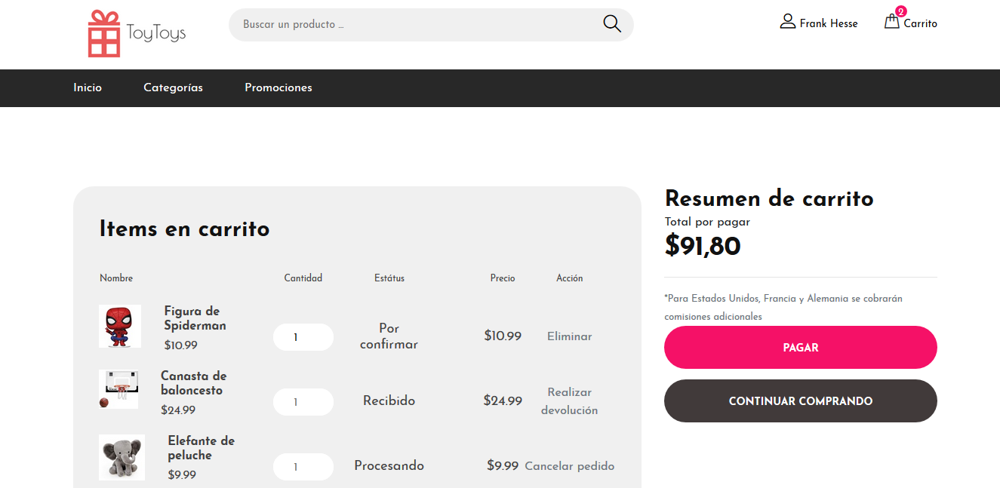 ToyToys
Buscar un producto ...
Frank Hesse
2
Carrito
Inicio
Categorías
Promociones
Items en carrito
Nombre
Cantidad
Estátus
Precio
Acción
Figura de
Spiderman
$10.99
1
Por
confirmar
$10.99
Eliminar
Canasta de
baloncesto
$24.99
1
Recibido
$24.99
Realizar
devolución
Elefante de
peluche
$9.99
1
Procesando
$9.99
Cancelar pedido
Resumen de carrito
Total por pagar
$91,80
*Para Estados Unidos, Francia y Alemania se cobrarán
comisiones adicionales
PAGAR
CONTINUAR COMPRANDO